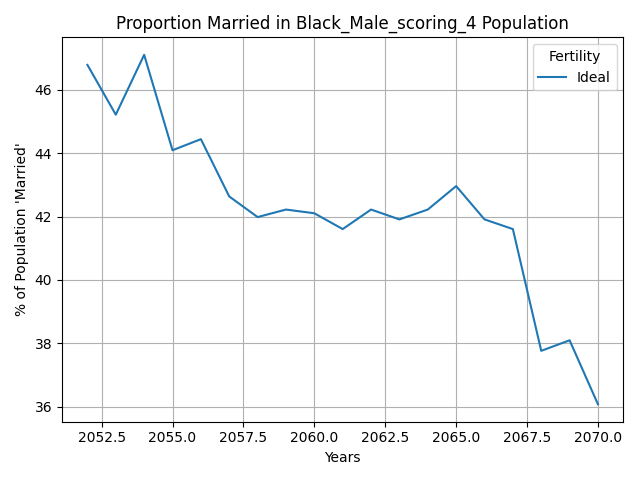 Proportion Married in Black_Male_scoring_4 Population
Fertility
Ideal
% of Population 'Married'
46
44
42
40
38
36
2052.5 2055.0 2057.5 2060.0 2062.5 2065.0 2067.5 2070.0
Years